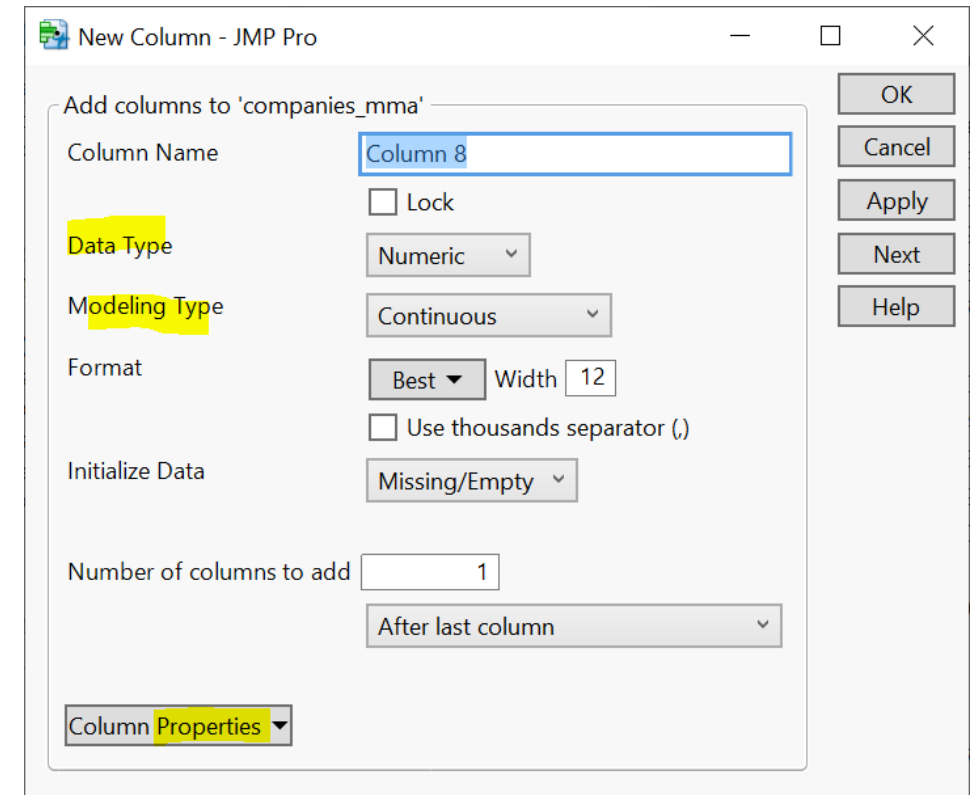 New Column - JMP Pro
Add columns to 'companies_mma'
OK
Column Name Column 8
Cancel
Lock
Apply
Data Type Numeric
Next
Modeling Type Continuous
Help
Format Best Width 12
Use thousands separator (,)
Initialize Data Missing/Empty
Number of columns to add 1
After last column
Column Properties